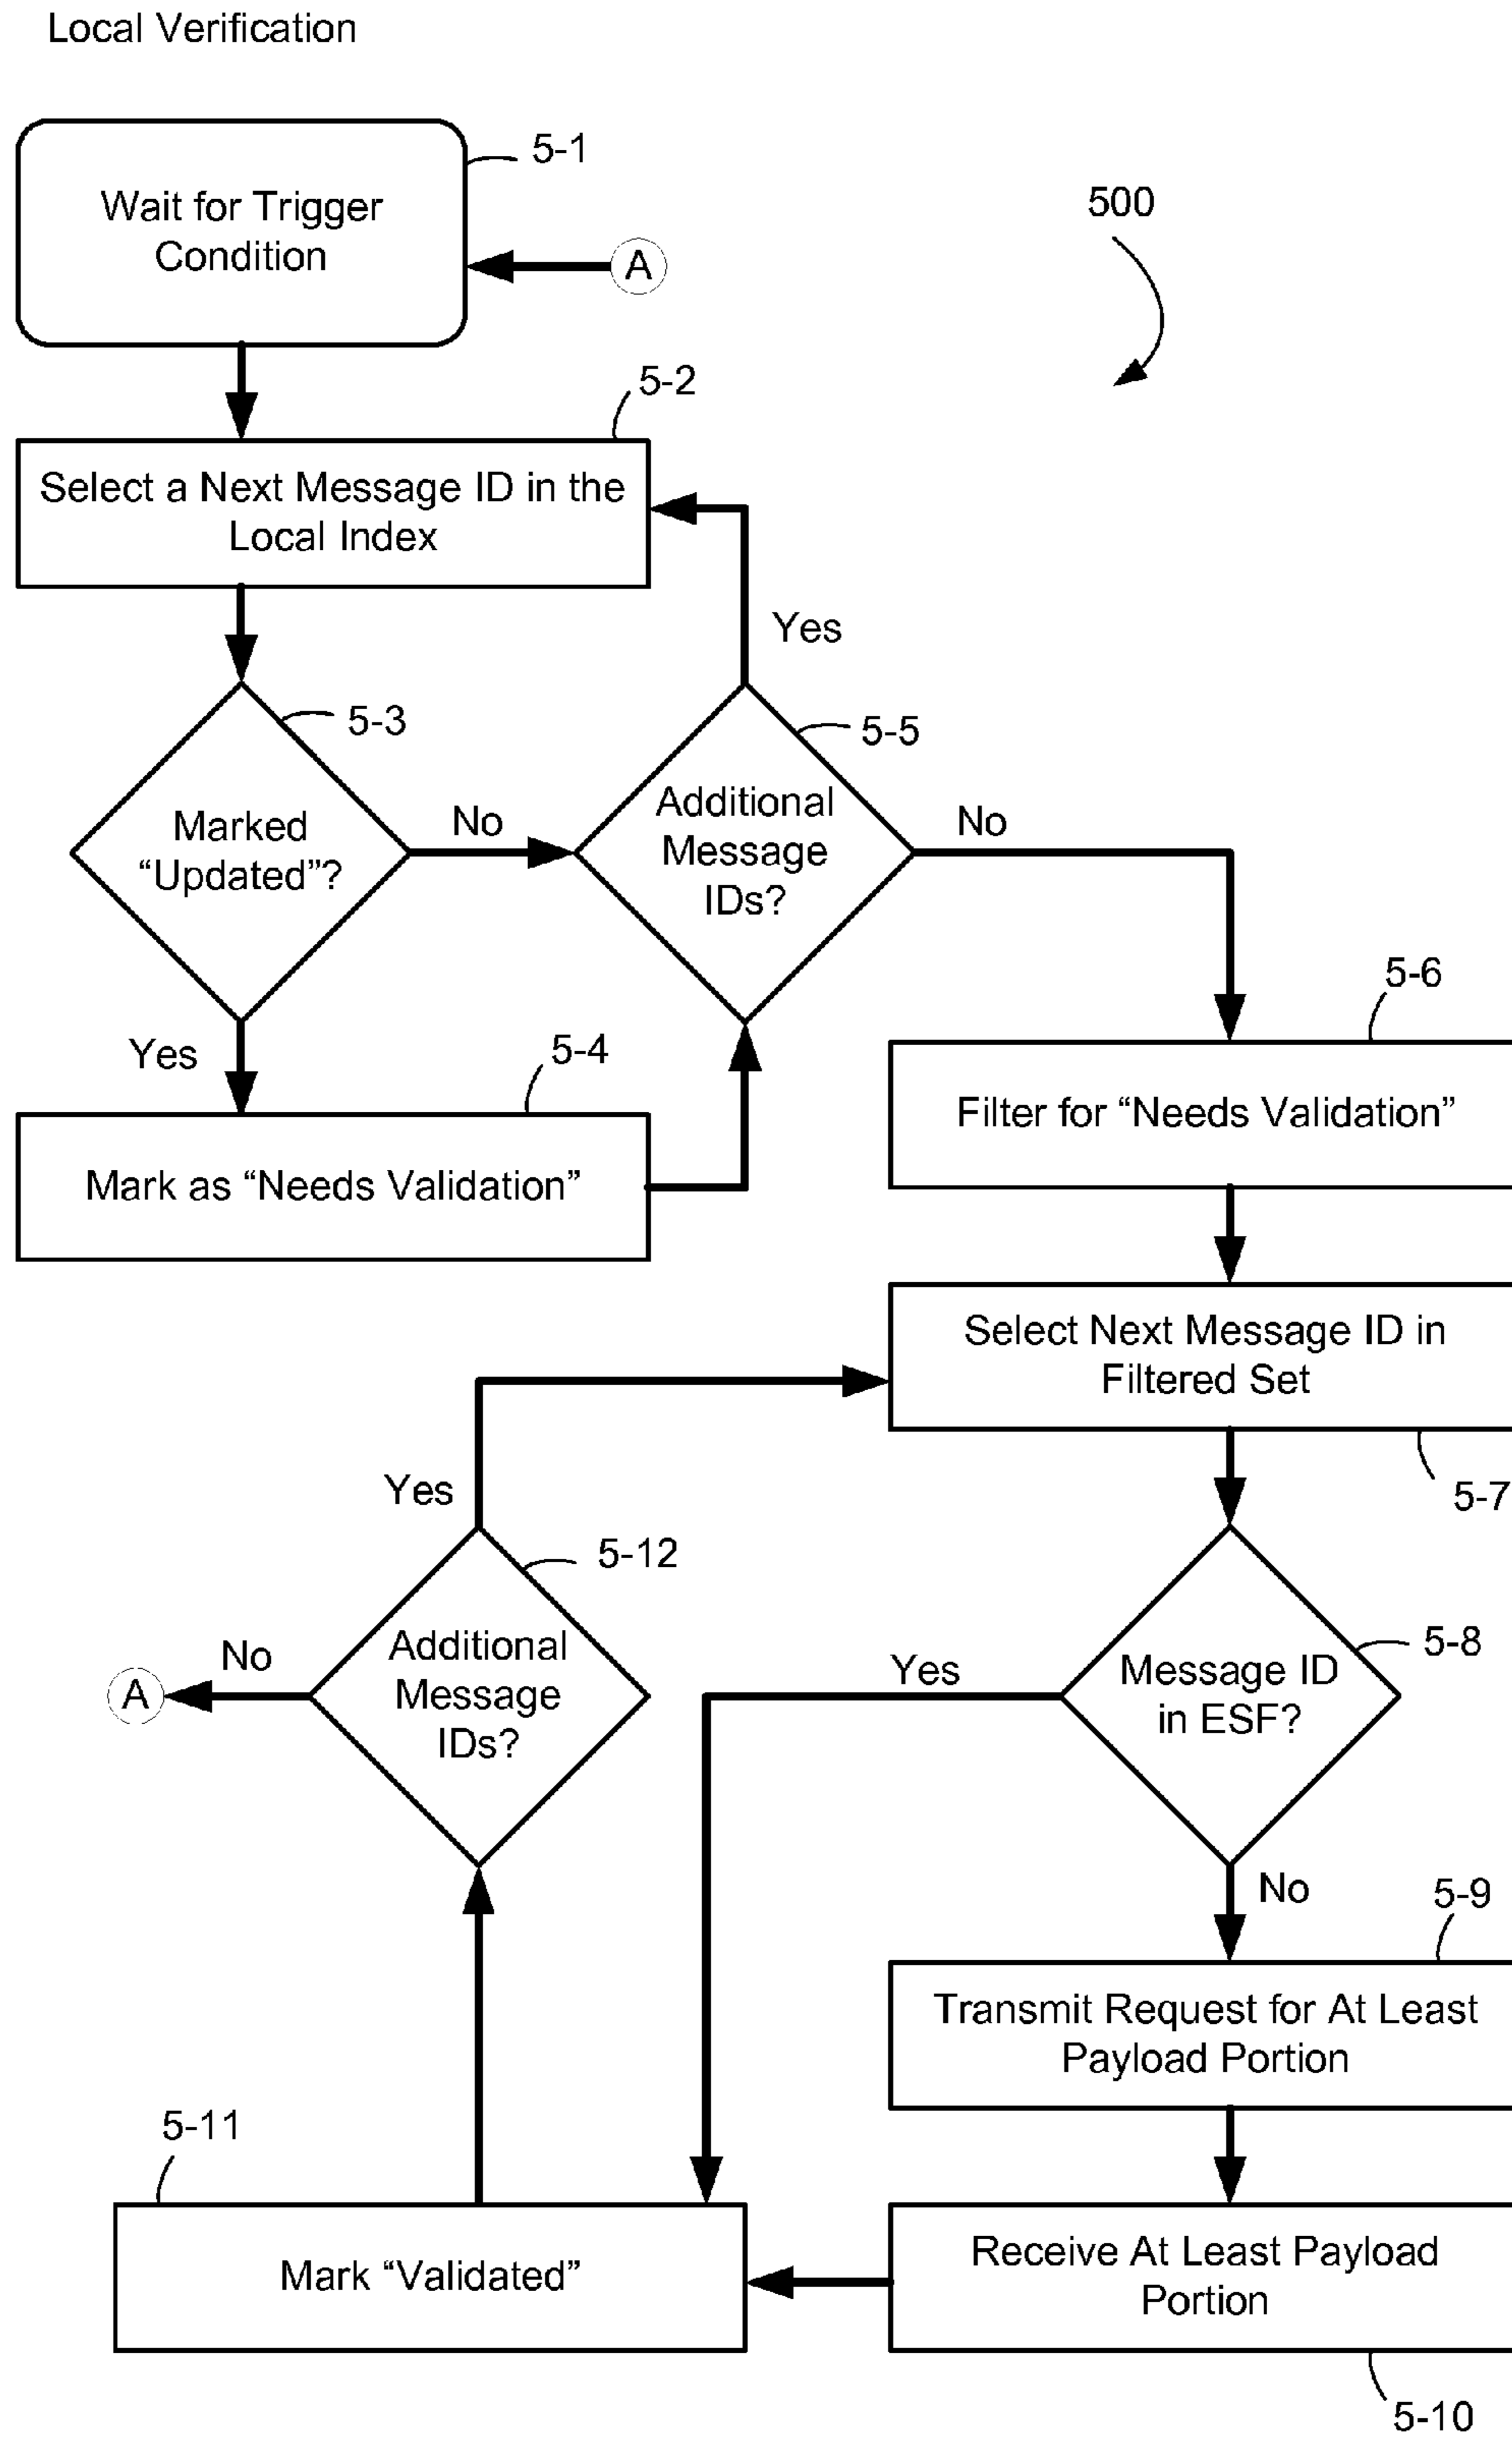 Local Verification
5-1
Wait for Trigger
Condition
A
500
5-2
Select a Next Message ID in the
Local Index
Yes
5-3
5-5
Marked
“Updated”?
No
Additional
Message
IDs?
No
Yes
5-4
5-6
Mark as “Needs Validation”
Filter for “Needs Validation”
Select Next Message ID in
Filtered Set
5-7
Yes
5-12
Additional
Message
IDs?
No
A
5-8
Message ID
in ESF?
Yes
No
5-9
Transmit Request for At Least
Payload Portion
5-11
Mark “Validated”
Receive At Least Payload
Portion
5-10